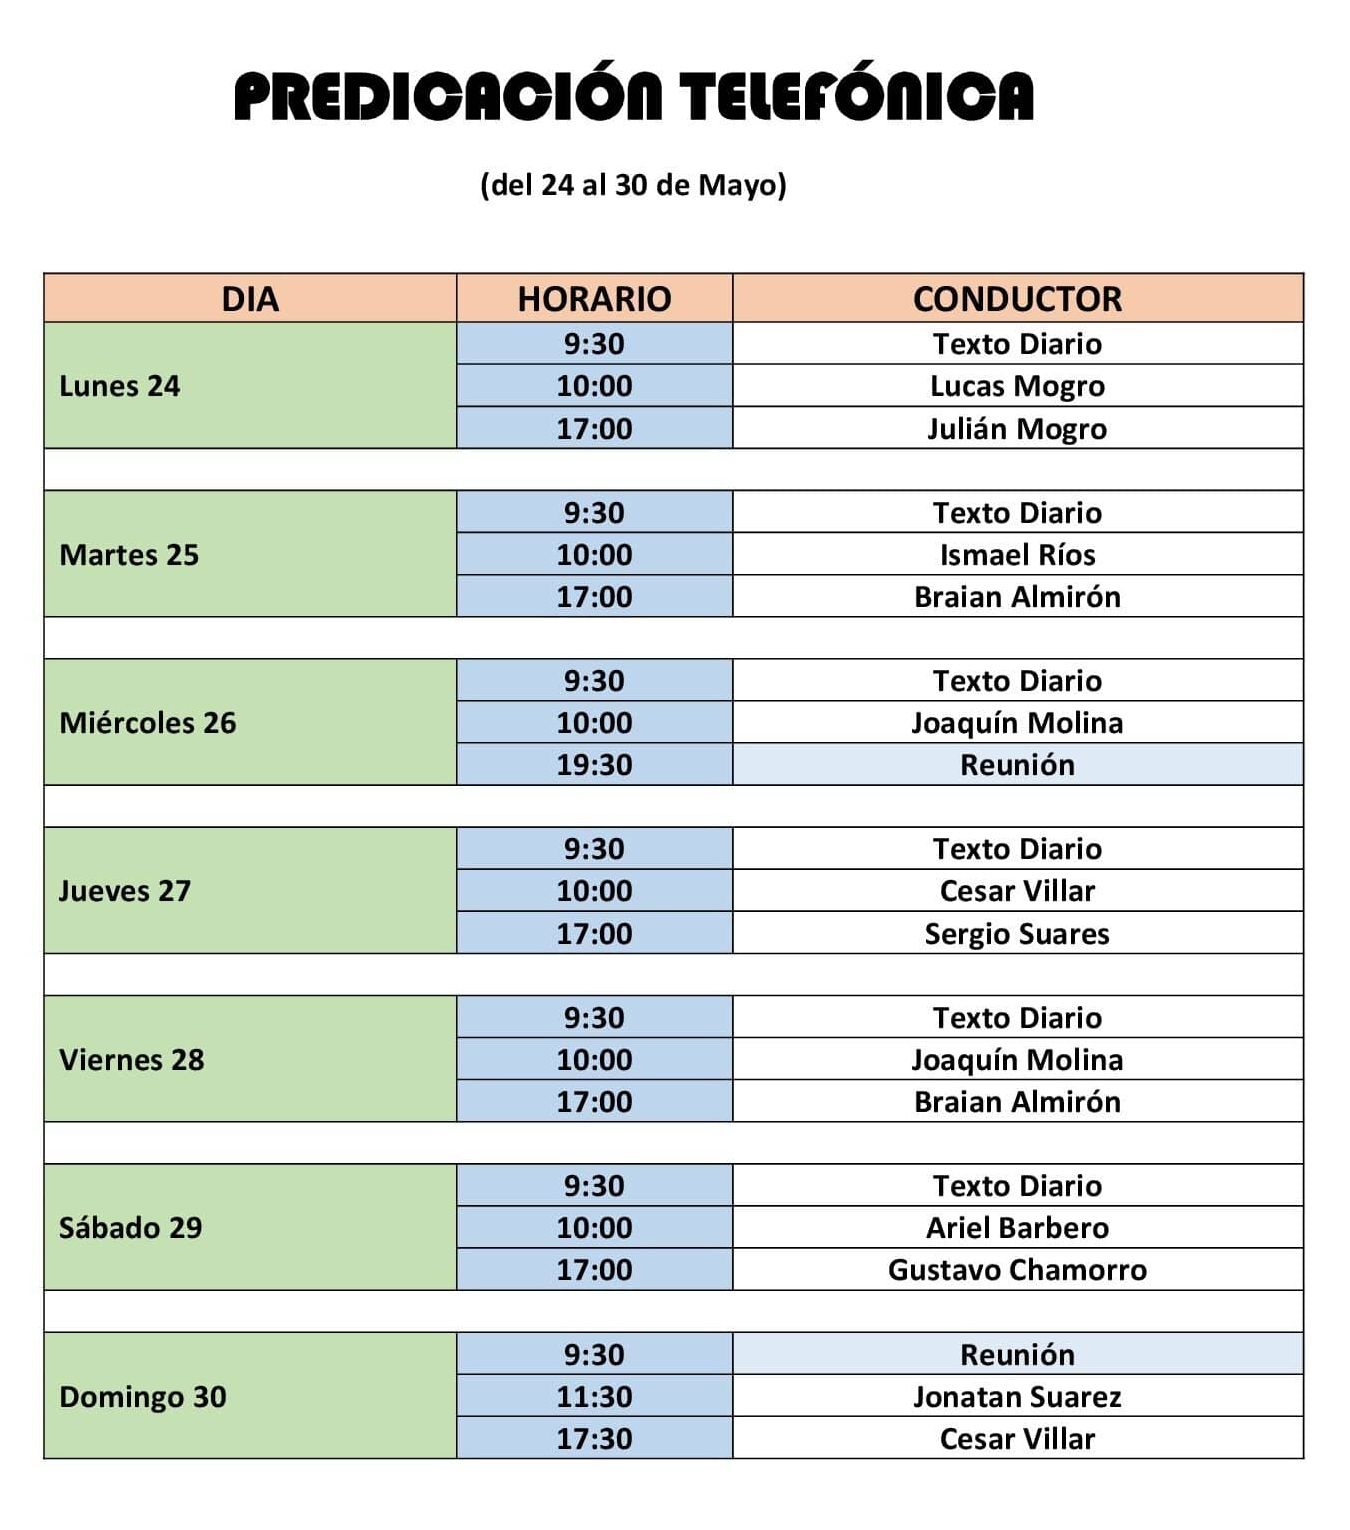 PREDICACIÓN TELEFÓNICA
(del 24 al 30 de Mayo)
DIA HORARIO CONDUCTOR
Lunes 24
9:30 Texto Diario
10:00 Lucas Mogro
17:00 Julián Mogro
Martes 25
9:30 Texto Diario
10:00 Ismael Ríos
17:00 Braian Almirón
Miércoles 26
9:30 Texto Diario
10:00 Joaquín Molina
19:30 Reunión
Jueves 27
9:30 Texto Diario
10:00 Cesar Villar
17:00 Sergio Suares
Viernes 28
9:30 Texto Diario
10:00 Joaquín Molina
17:00 Braian Almirón
Sábado 29
9:30 Texto Diario
10:00 Ariel Barbero
17:00 Gustavo Chamorro
Domingo 30
9:30 Reunión
11:30 Jonatan Suarez
17:30 Cesar Villar